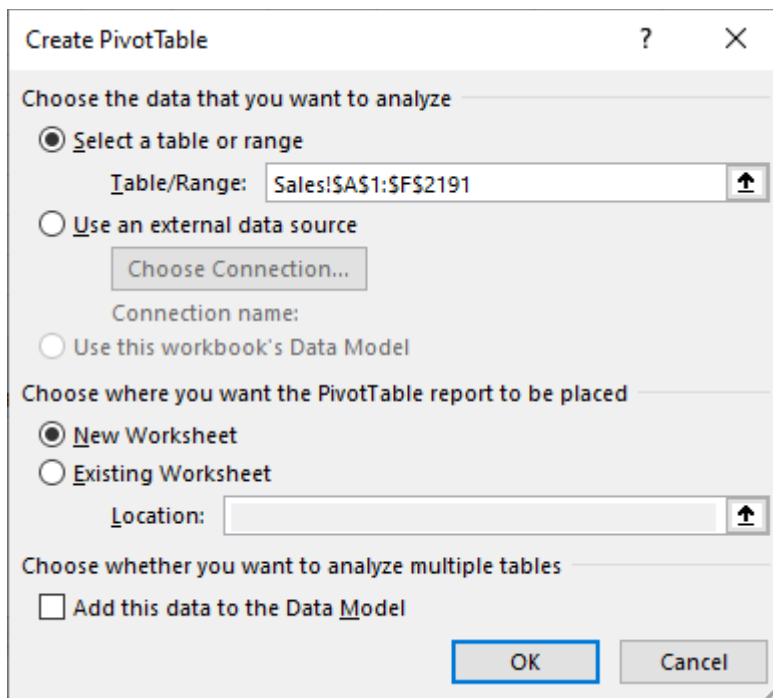 Create PivotTable ?
Choose the data that you want to analyze
Select a table or range
Table/Range: Sales!$A$1:$F$2191
Use an external data source
Choose Connection...
Connection name:
Use this workbook's Data Model
Choose where you want the PivotTable report to be placed
New Worksheet
Existing Worksheet
Location:
Choose whether you want to analyze multiple tables
Add this data to the Data Model
OK Cancel